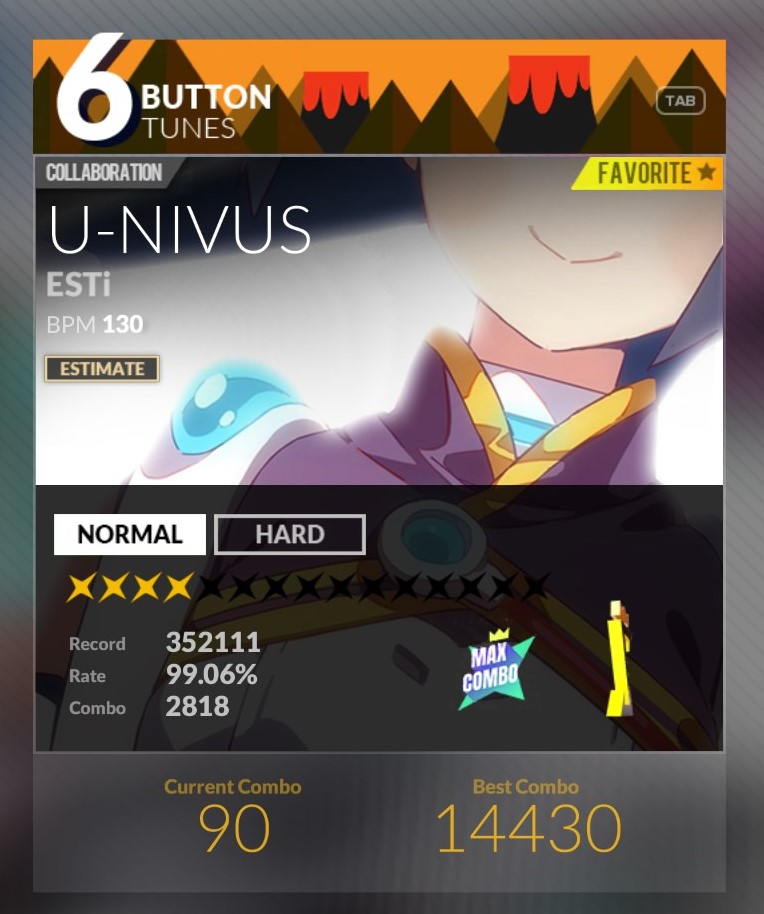 6 BUTTON
TUNES
TAB
COLLABORATION
FAVORITE
U-NIVUS
ESTi
BPM 130
ESTIMATE
NORMAL HARD
Record 352111
Rate 99.06%
Combo 2818
MAX
COMBO
Current Combo Best Combo
90 14430